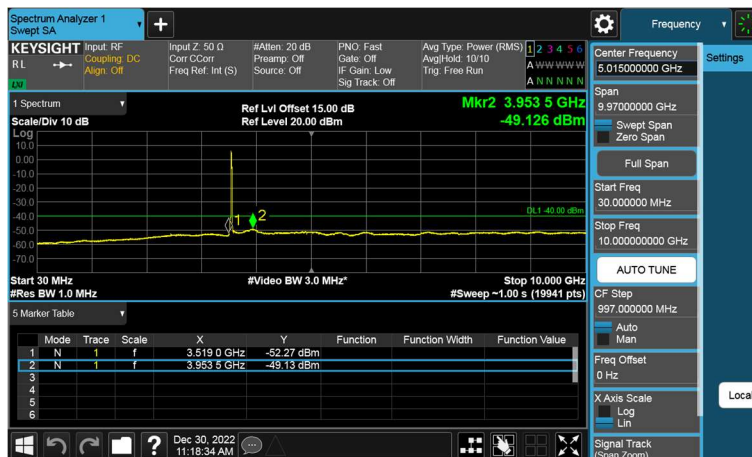 Spectrum Analyzer 1
Swept SA
Frequency
KEYSIGHT
RL
LXI
Input: RF
Coupling: DC
Align: Off
Input Z: 50 Ω
Corr CCorr
Freq Ref: Int (S)
#Atten: 20 dB
Preamp: Off
Source: Off
PNO: Fast
Gate: Off
IF Gain: Low
Sig Track: Off
Avg Type: Power (RMS)
Avg|Hold: 10/10
Trig: Free Run
1 2 3 4 5 6
A W W W W W
A N N N N N
1 Spectrum
Scale/Div 10 dB
Ref Lvl Offset 15.00 dB
Ref Level 20.00 dBm
Mkr2 3.953 5 GHz
-49.126 dBm
Log
10.0
0.00
-10.0
-20.0
-30.0
-40.0
-50.0
-60.0
-70.0
1
2
DL1 -40.00 dBm
Start 30 MHz
#Res BW 1.0 MHz
#Video BW 3.0 MHz*
Stop 10.000 GHz
#Sweep ~1.00 s (19941 pts)
5 Marker Table
Mode Trace Scale X Y Function Function Width Function Value
1 N 1 f 3.519 0 GHz -52.27 dBm
2 N 1 f 3.953 5 GHz -49.13 dBm
3
4
5
6
Dec 30, 2022
11:18:34 AM
Center Frequency
5.015000000 GHz
Settings
Span
9.97000000 GHz
Swept Span
Zero Span
Full Span
Start Freq
30.000000 MHz
Stop Freq
10.000000000 GHz
AUTO TUNE
CF Step
997.000000 MHz
Auto
Man
Freq Offset
0 Hz
X Axis Scale
Log
Lin
Local
Signal Track
(Span Zoom)